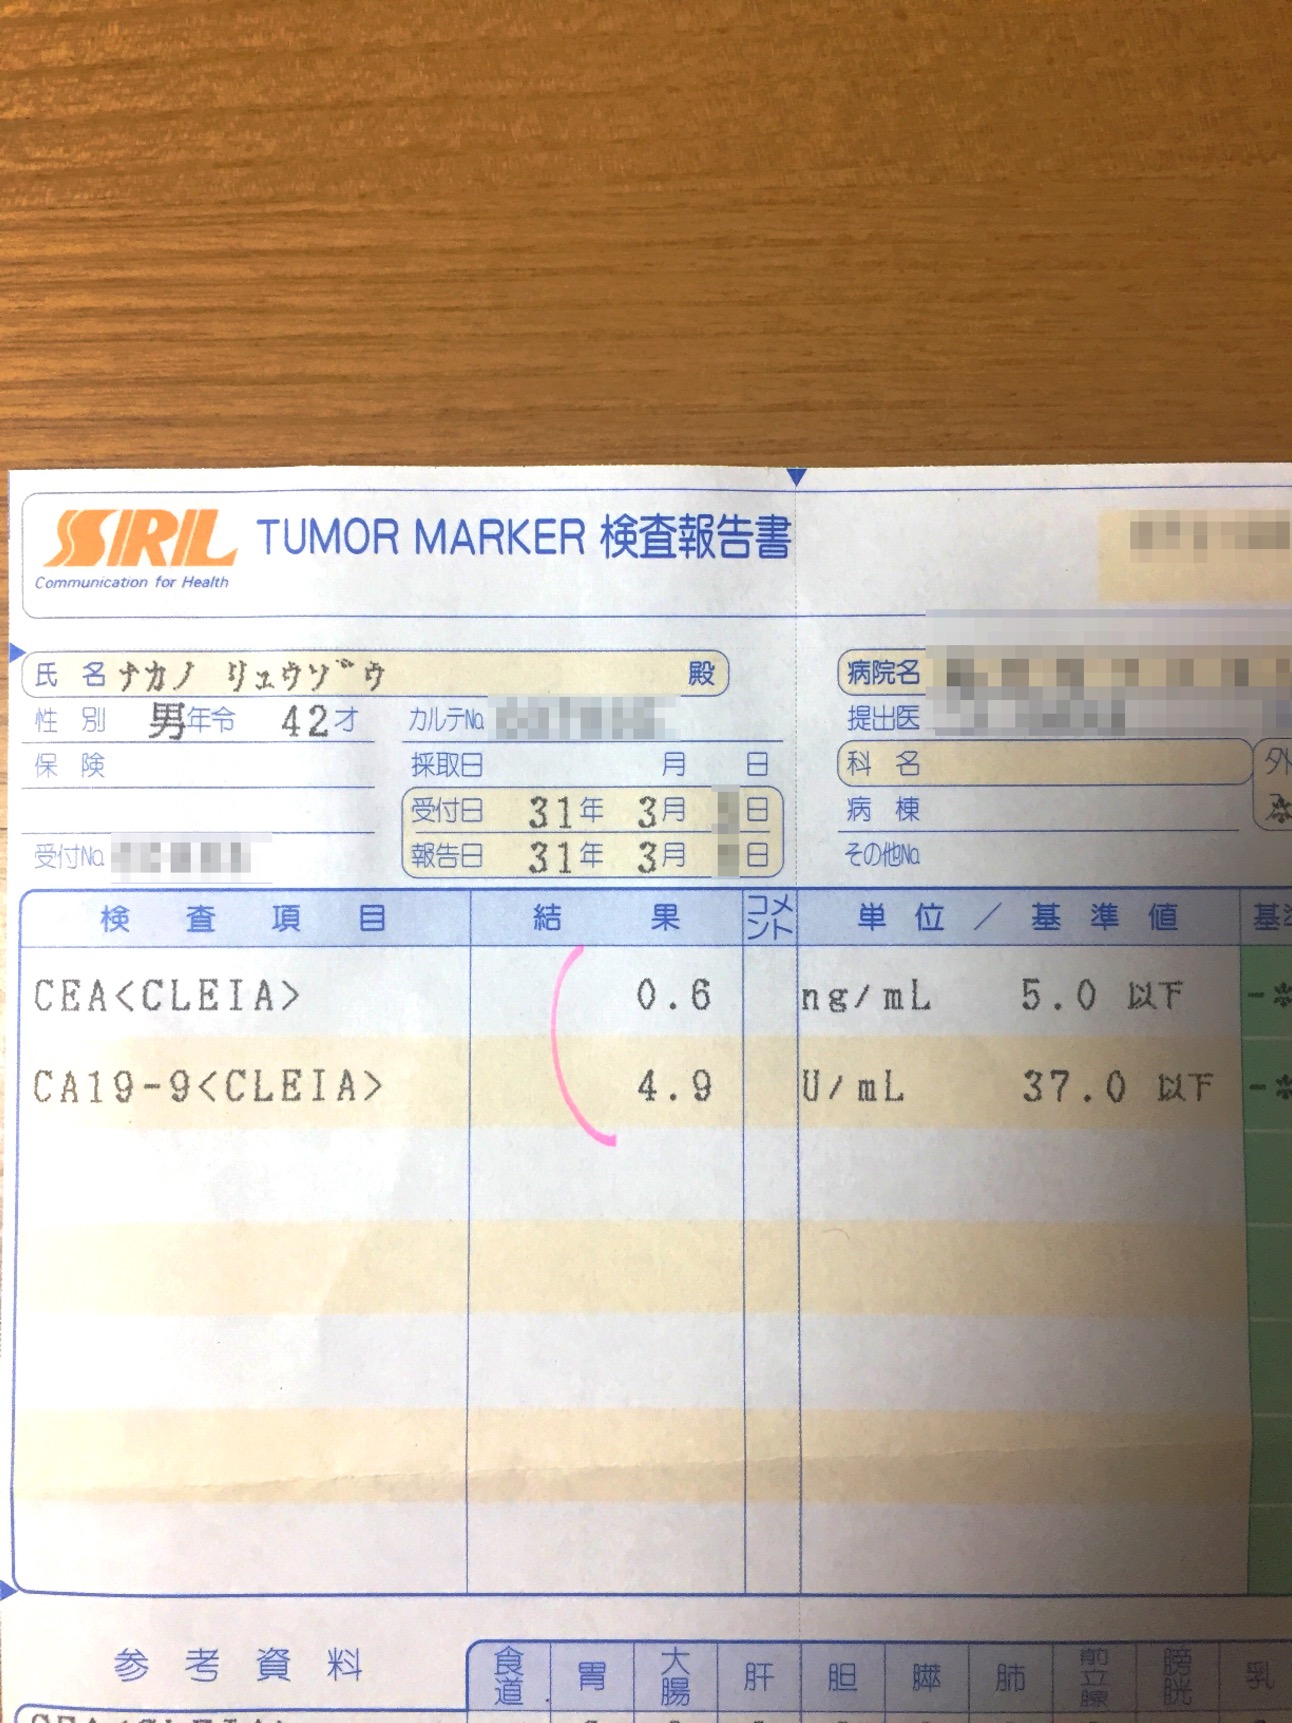 SRL TUMOR MARKER 検査報告書
Communication for Health
氏 名 ナカノ リュウゾウ 殿
病院名
性 別 男 年令 42才 カルテNo.
提出医
保 険 採取日 月 日
科 名 外
受付日 31年 3月 日
病 棟
受付No. 報告日 31年 3月 日
その他No.
検 査 項 目 結 果 コメント 単 位 / 基 準 値 基
CEA<CLEIA> 0.6 ng/mL 5.0 以下 -*
CA19-9<CLEIA> 4.9 U/mL 37.0 以下 -*
参 考 資 料 食道 胃 大腸 肝 胆 膵 肺 前立腺 膀胱 乳
CEA<CLEIA>